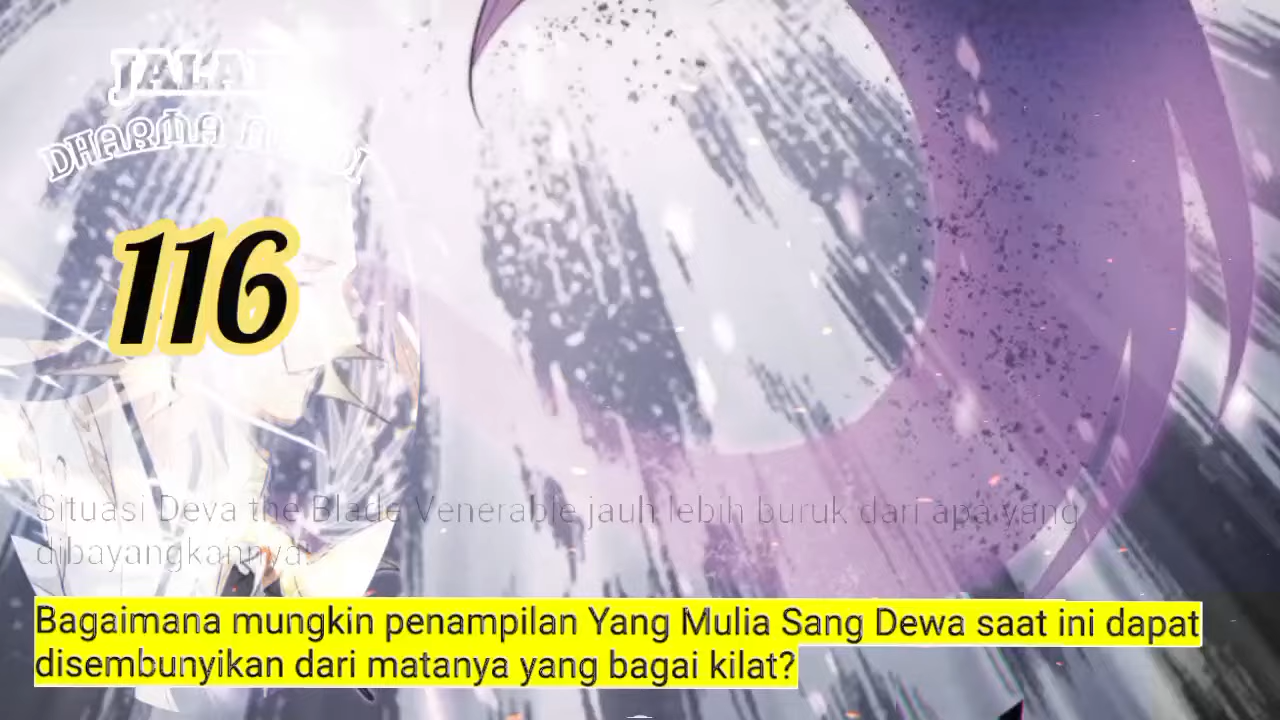 JALAN
DHARMA
116
Situasi Deva the Blade Venerable jauh lebih buruk dari apa yang
dibayangkannya.
Bagaimana mungkin penampilan Yang Mulia Sang Dewa saat ini dapat
disembunyikan dari matanya yang bagai kilat?